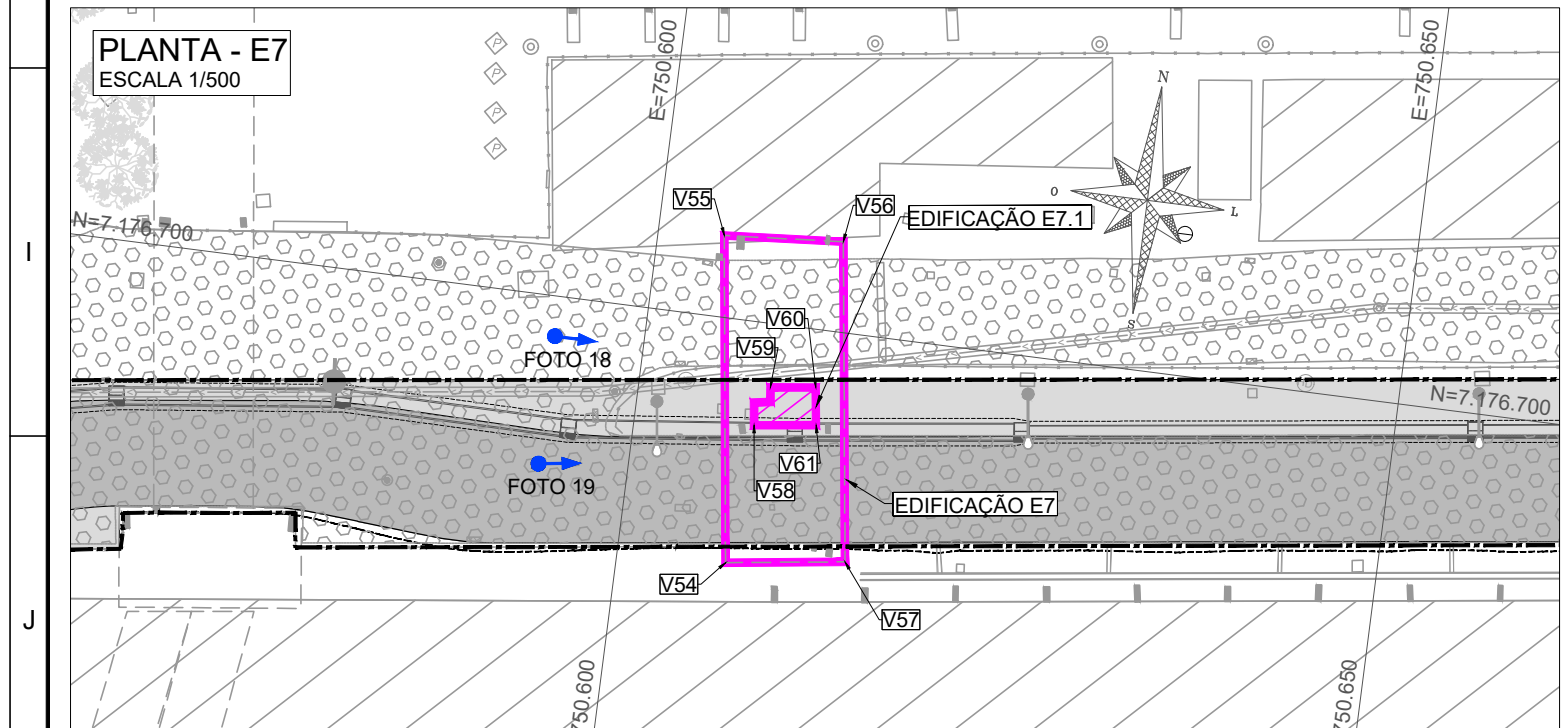 PLANTA - E7
ESCALA 1/500
P
P
P
P
E=750.600
E=750.650
N
O
L
S
V55
V56
EDIFICAÇÃO E7.1
N=7.176.700
I
V60
V59
FOTO 18
N=7.176.700
V61
V58
FOTO 19
EDIFICAÇÃO E7
V54
V57
J
750.600
750.650